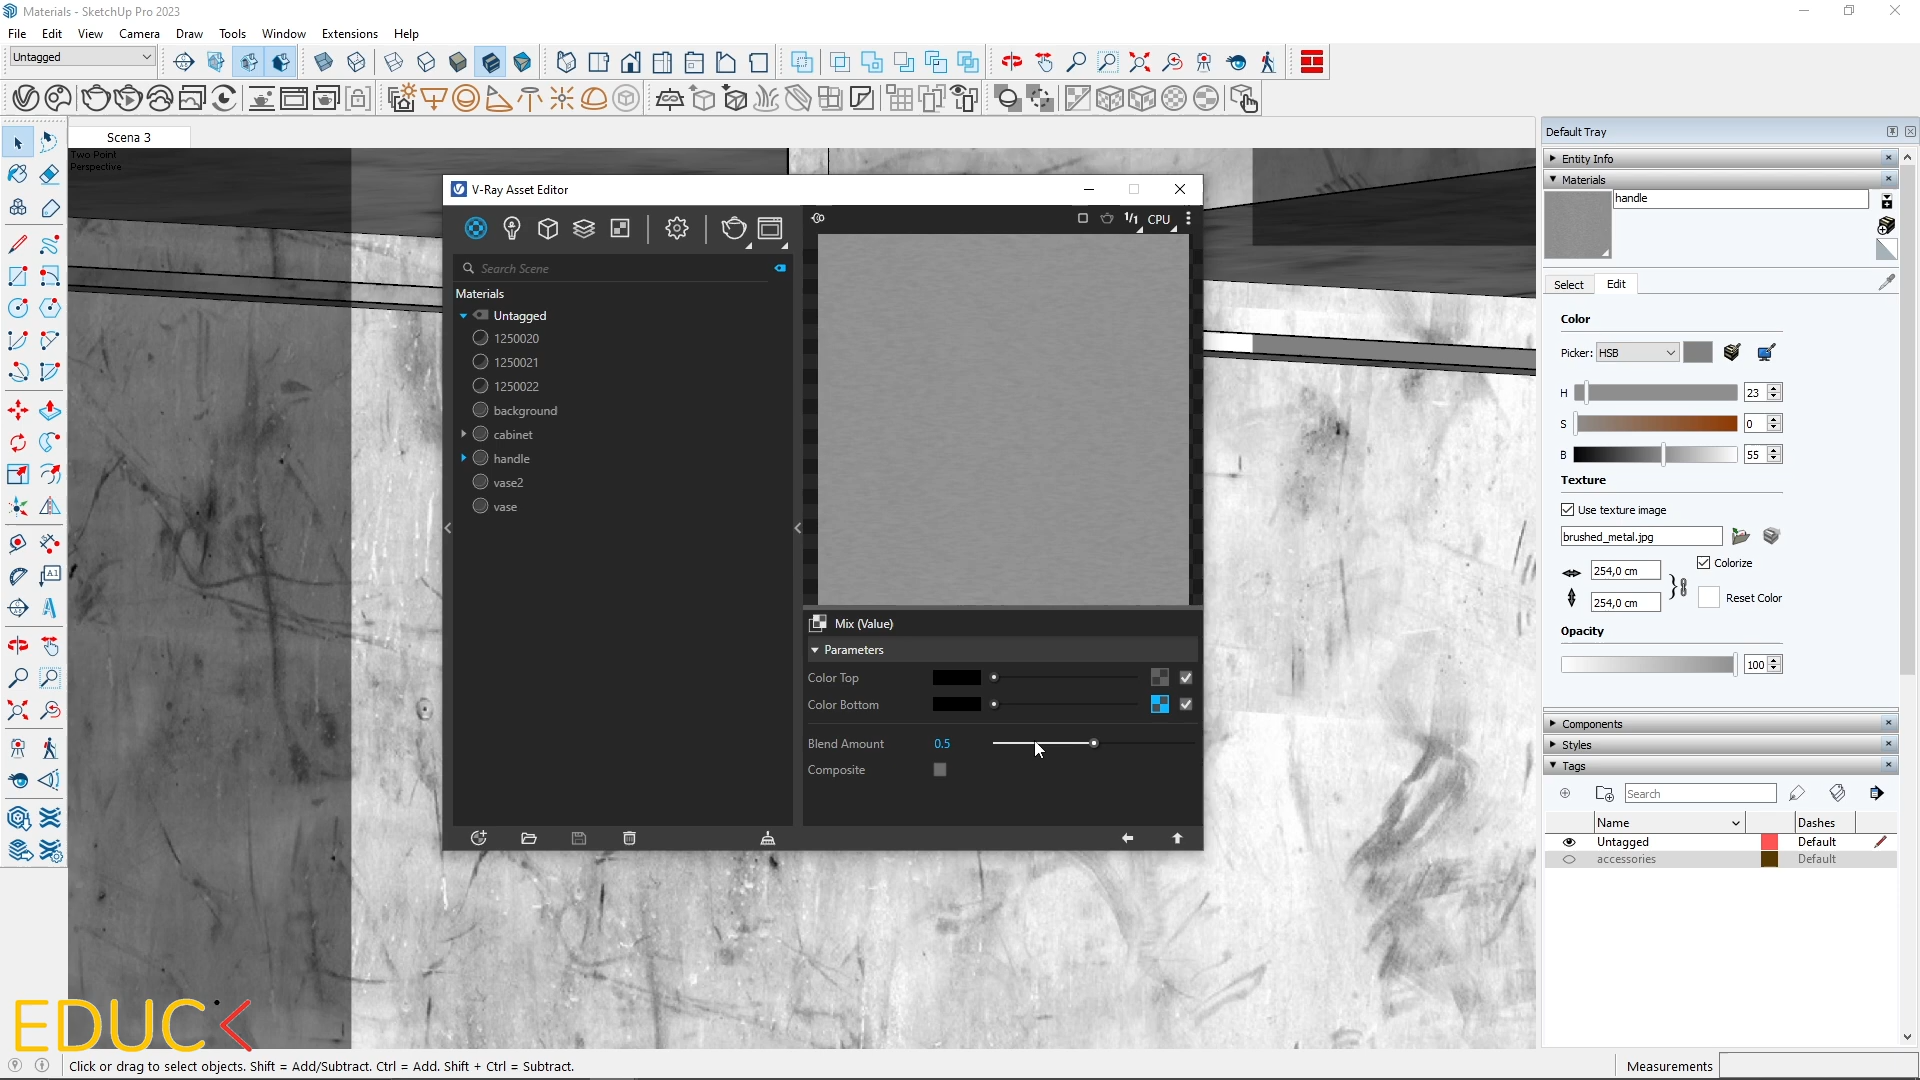 Materials - SketchUp Pro 2023
File Edit View Camera Draw Tools Window Extensions Help
Untagged
Scena 3
Two Point
Perspective
V-Ray Asset Editor
1/1 CPU
Search Scene
Materials
Untagged
1250020
1250021
1250022
background
cabinet
handle
vase2
vase
Mix (Value)
Parameters
Color Top
Color Bottom
Blend Amount 0.5
Composite
Default Tray
Entity Info
Materials
handle
Select Edit
Color
Picker: HSB
H 23
S 0
B 55
Texture
Use texture image
brushed_metal.jpg
254,0 cm
Colorize
254,0 cm
Reset Color
Opacity
100
Components
Styles
Tags
Search
Name Dashes
Untagged Default
accessories Default
EDUC
Click or drag to select objects. Shift = Add/Subtract. Ctrl = Add. Shift + Ctrl = Subtract.
Measurements